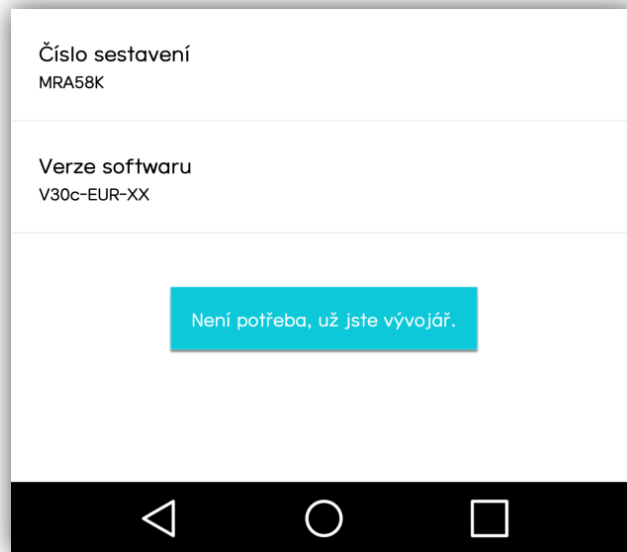 Číslo sestavení
MRA58K
Verze softwaru
V30c-EUR-XX
Není potřeba, už jste vývojář.